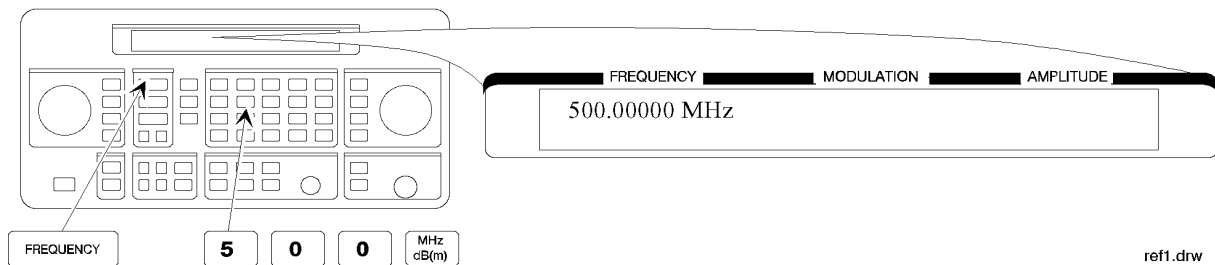 FREQUENCY MODULATION AMPLITUDE
500.00000 MHz
FREQUENCY
5
0
0
MHz
dB(m)
ref1.drw